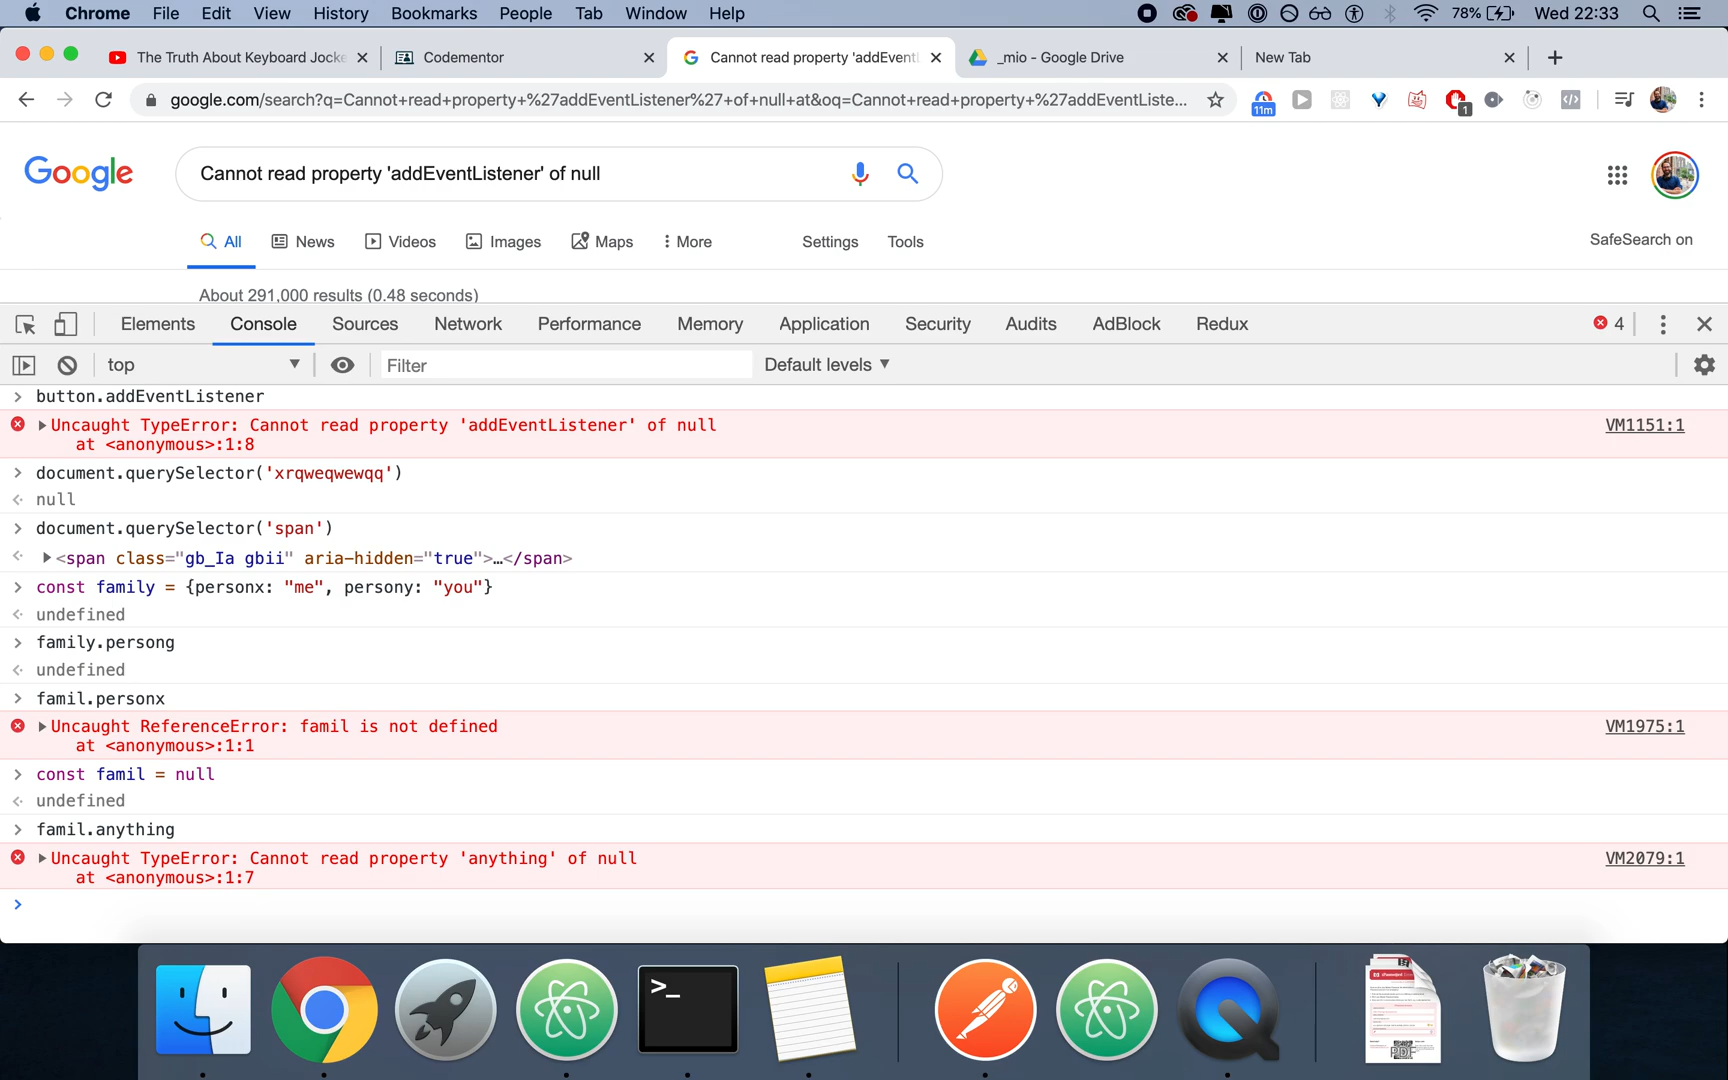 Chrome File Edit View History Bookmarks People Tab Window Help 78% Wed 22:33
The Truth About Keyboard Jocke Codementor Cannot read property 'addEventL _mio - Google Drive New Tab
google.com/search?q=Cannot+read+property+%27addEventListener%27+of+null+at&oq=Cannot+read+property+%27addEventListe... 11m 1
Google Cannot read property 'addEventListener' of null
All News Videos Images Maps More Settings Tools SafeSearch on
About 291,000 results (0.48 seconds)
Elements Console Sources Network Performance Memory Application Security Audits AdBlock Redux 4
top Filter Default levels
button.addEventListener
Uncaught TypeError: Cannot read property 'addEventListener' of null VM1151:1
at <anonymous>:1:8
document.querySelector('xrqweqwewqq')
null
document.querySelector('span')
<span class="gb_Ia gbii" aria-hidden="true">…</span>
const family = {personx: "me", persony: "you"}
undefined
family.persong
undefined
famil.personx
Uncaught ReferenceError: famil is not defined VM1975:1
at <anonymous>:1:1
const famil = null
undefined
famil.anything
Uncaught TypeError: Cannot read property 'anything' of null VM2079:1
at <anonymous>:1:7
>_
PDF